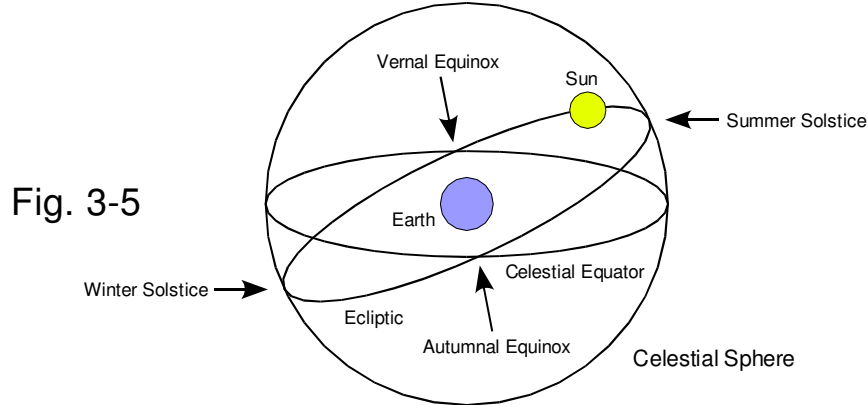 Vernal Equinox
Sun
Summer Solstice
Fig. 3-5
Earth
Celestial Equator
Winter Solstice
Ecliptic
Autumnal Equinox
Celestial Sphere